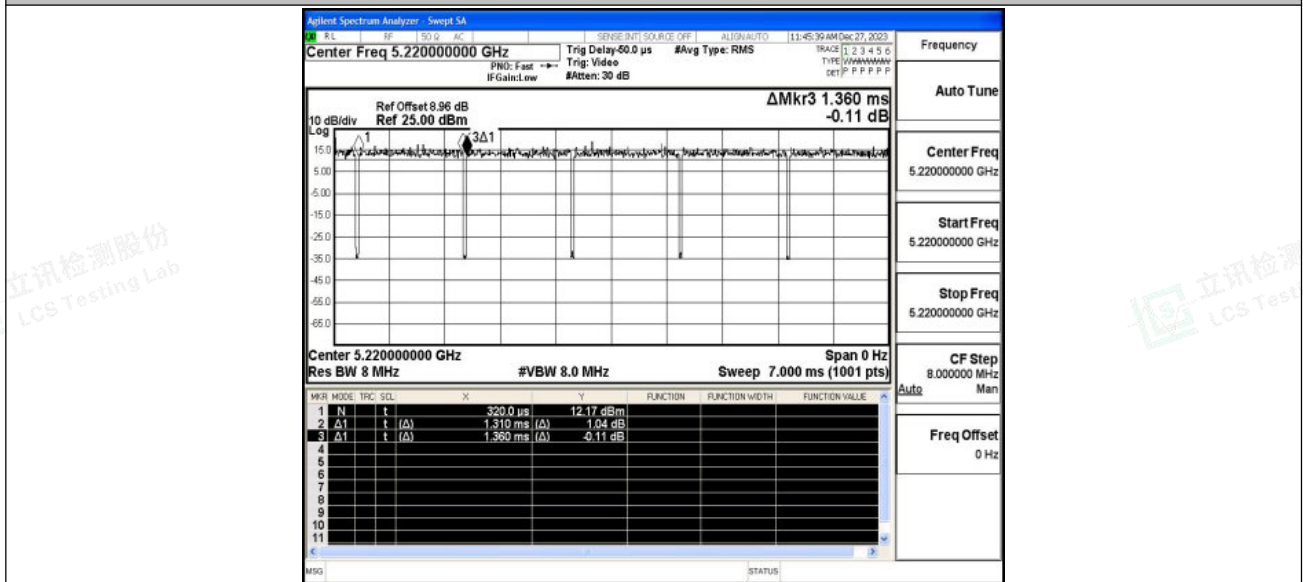 Agilent Spectrum Analyzer - Swept SA
RL RF 50 Ω AC SENSE:INT SOURCE OFF ALIGN AUTO 11:45:39 AM Dec 27, 2023
Center Freq 5.220000000 GHz
PNO: Fast
IFGain:Low
Trig Delay-50.0 µs
Trig: Video
#Atten: 30 dB
#Avg Type: RMS
TRACE 1 2 3 4 5 6
TYPE
DET P P P P P P
ΔMkr3 1.360 ms
-0.11 dB
Ref Offset 8.96 dB
10 dB/div Ref 25.00 dBm
Log
1
3Δ1
15.0
5.00
-5.00
-15.0
-25.0
-35.0
-45.0
-55.0
-65.0
Center 5.220000000 GHz Span 0 Hz
Res BW 8 MHz #VBW 8.0 MHz Sweep 7.000 ms (1001 pts)
MKR MODE TRC SCL X Y FUNCTION FUNCTION WIDTH FUNCTION VALUE
1 N t 320.0 µs 12.17 dBm
2 Δ1 t (Δ) 1.310 ms (Δ) 1.04 dB
3 Δ1 t (Δ) 1.360 ms (Δ) -0.11 dB
4
5
6
7
8
9
10
11
MSG STATUS
Frequency
Auto Tune
Center Freq
5.220000000 GHz
Start Freq
5.220000000 GHz
Stop Freq
5.220000000 GHz
CF Step
8.000000 MHz
Auto Man
Freq Offset
0 Hz
立讯检测股份
LCS Testing Lab
立讯检测
LCS Test